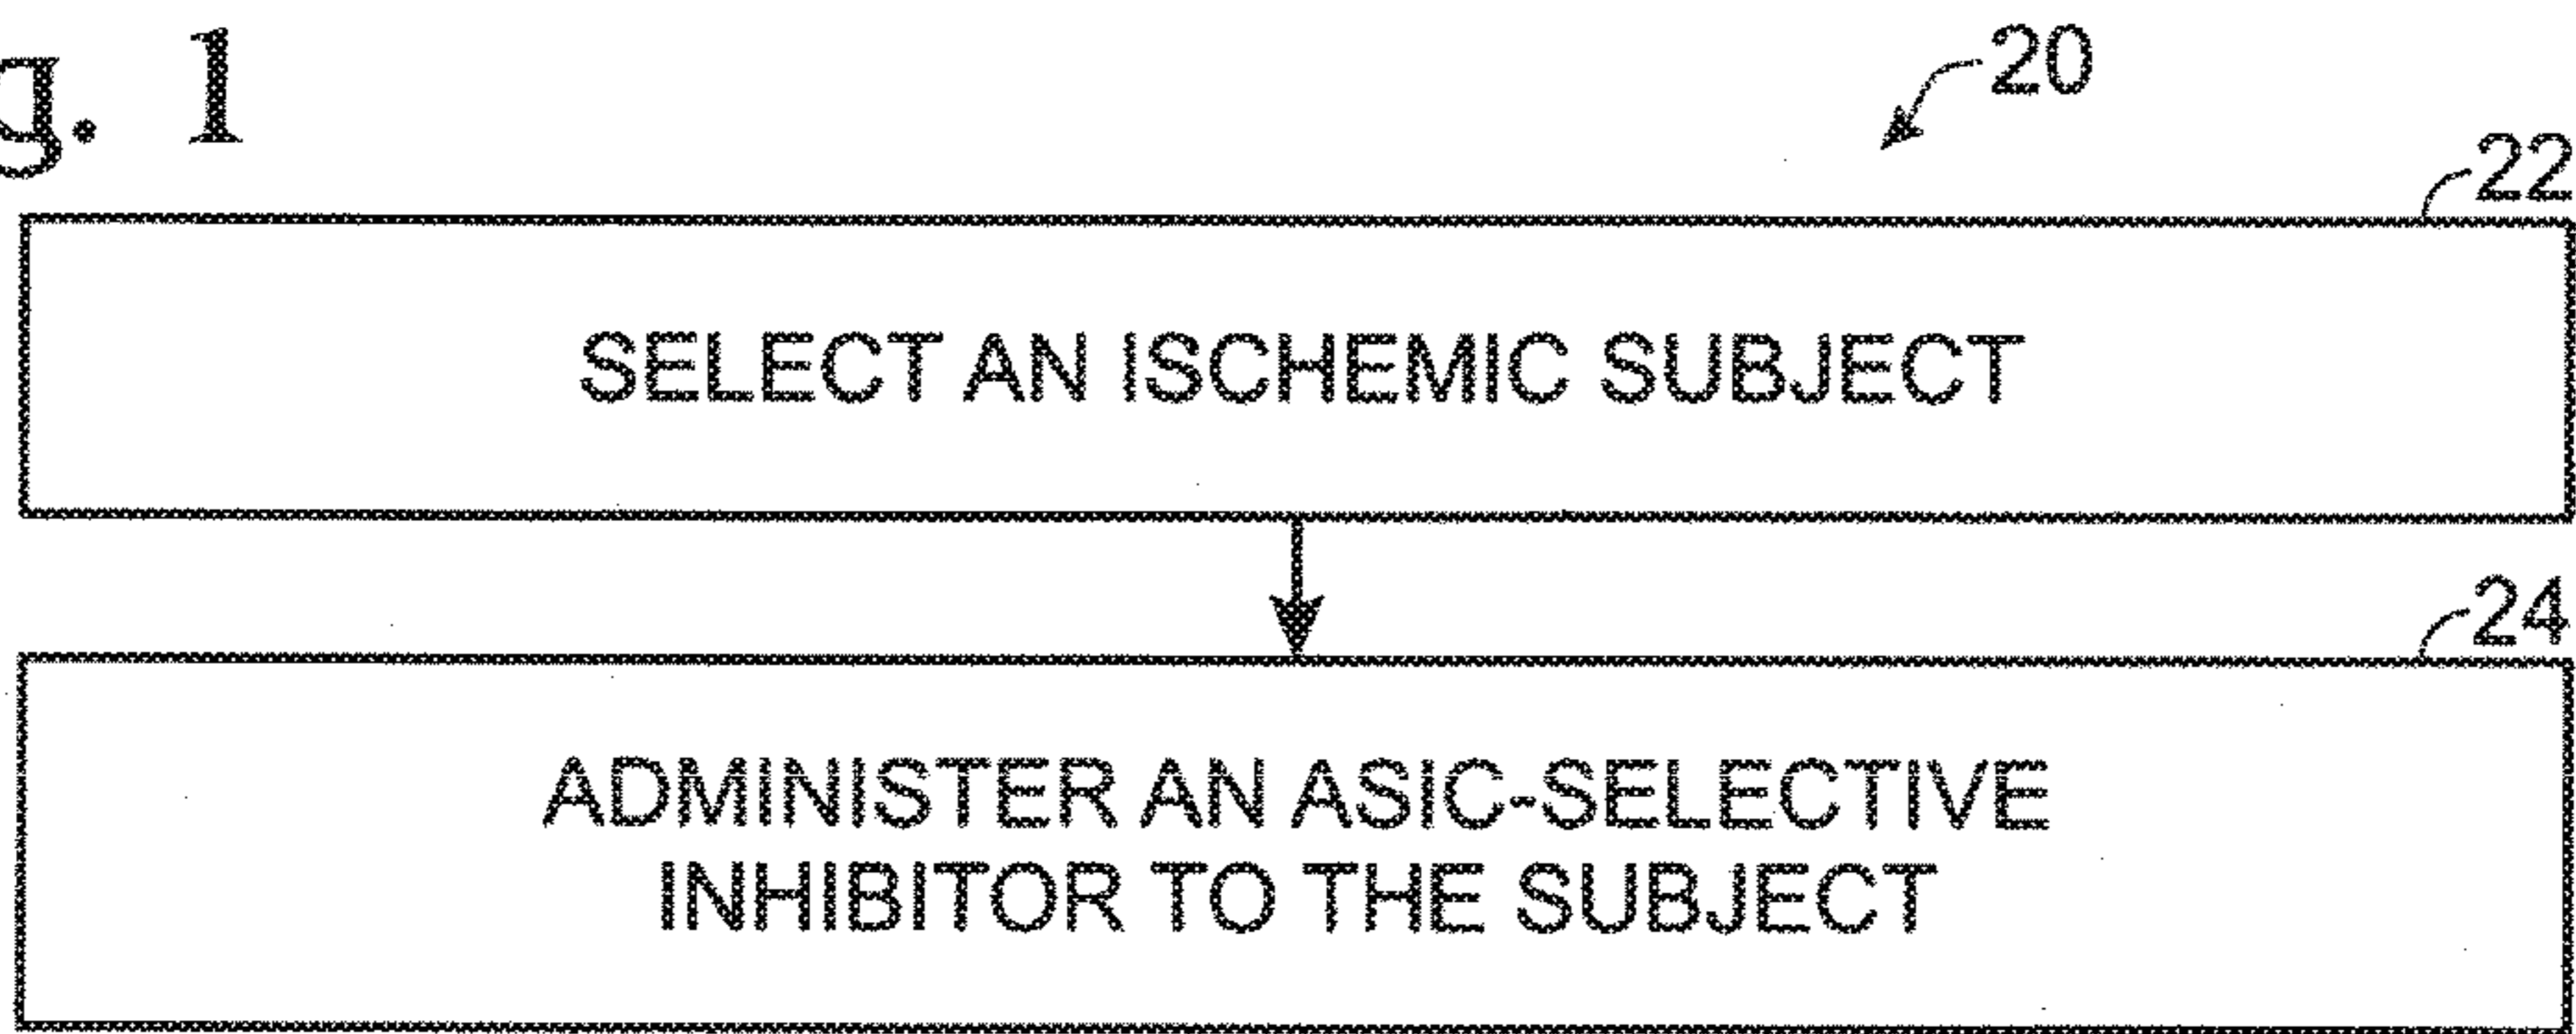 g. 1
20
22
SELECT AN ISCHEMIC SUBJECT
24
ADMINISTER AN ASIC-SELECTIVE
INHIBITOR TO THE SUBJECT